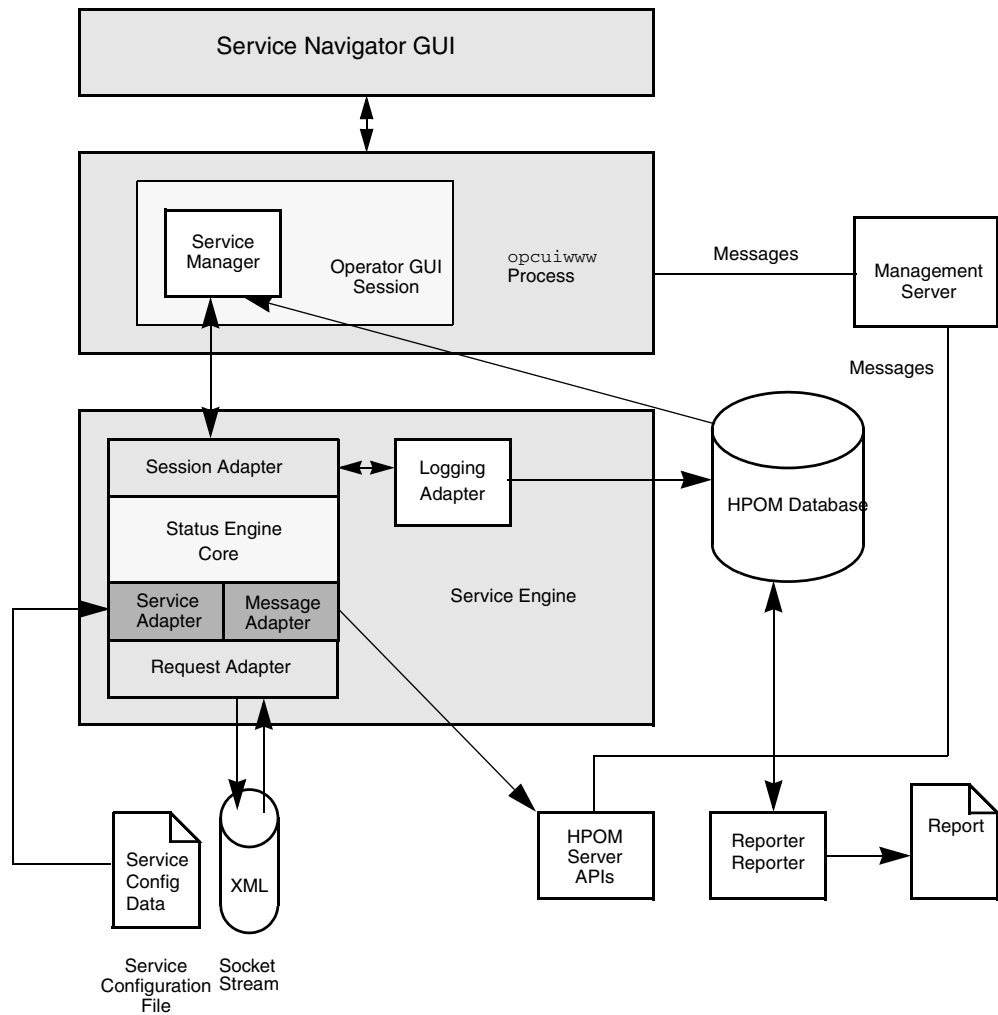 Service Navigator GUI
Service
Manager
Operator GUI
Session
opcuiwww
Process
Messages
Management
Server
Messages
Session Adapter
Logging
Adapter
HPOM Database
Status Engine
Core
Service
Adapter
Message
Adapter
Service Engine
Request Adapter
Service
Config
Data
XML
HPOM
Server
APIs
Reporter
Reporter
Report
Service
Configuration
File
Socket
Stream